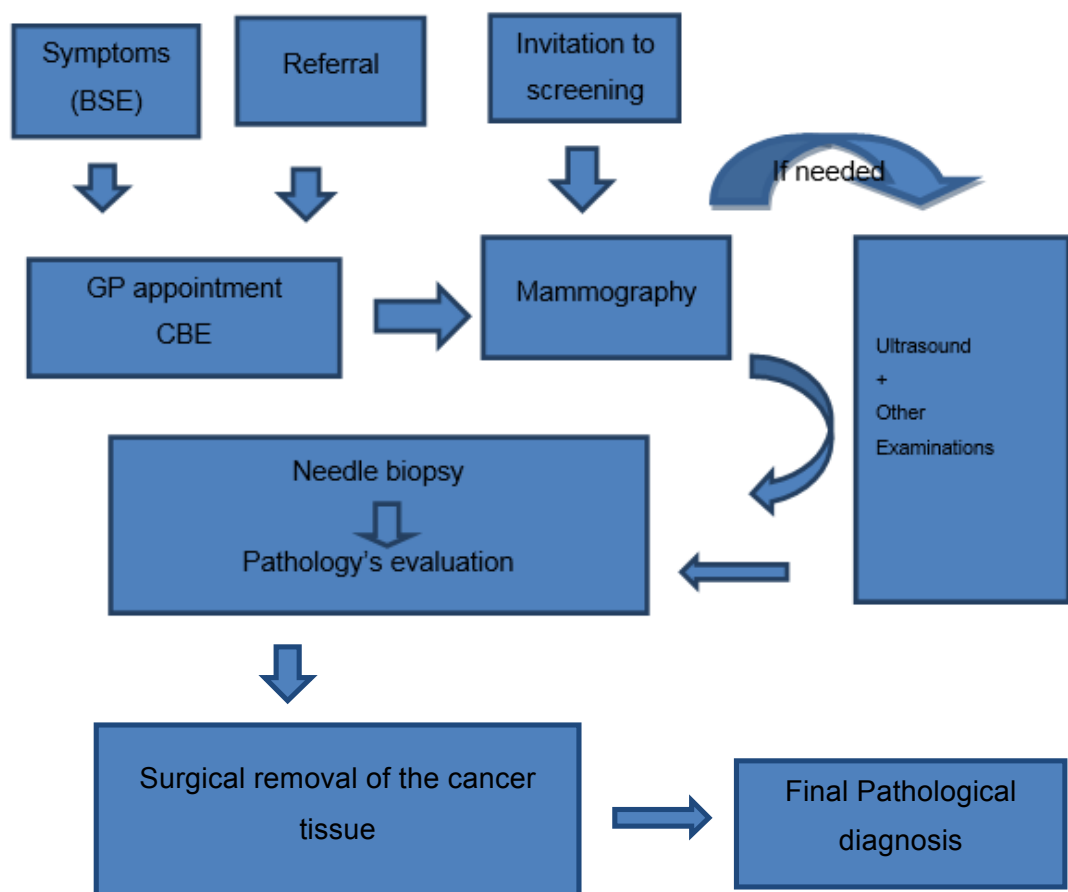 Symptoms
(BSE)
Referral
Invitation to
screening
If needed
GP appointment
CBE
Mammography
Ultrasound
+
Other
Examinations
Needle biopsy
Pathology’s evaluation
Surgical removal of the cancer
tissue
Final Pathological
diagnosis